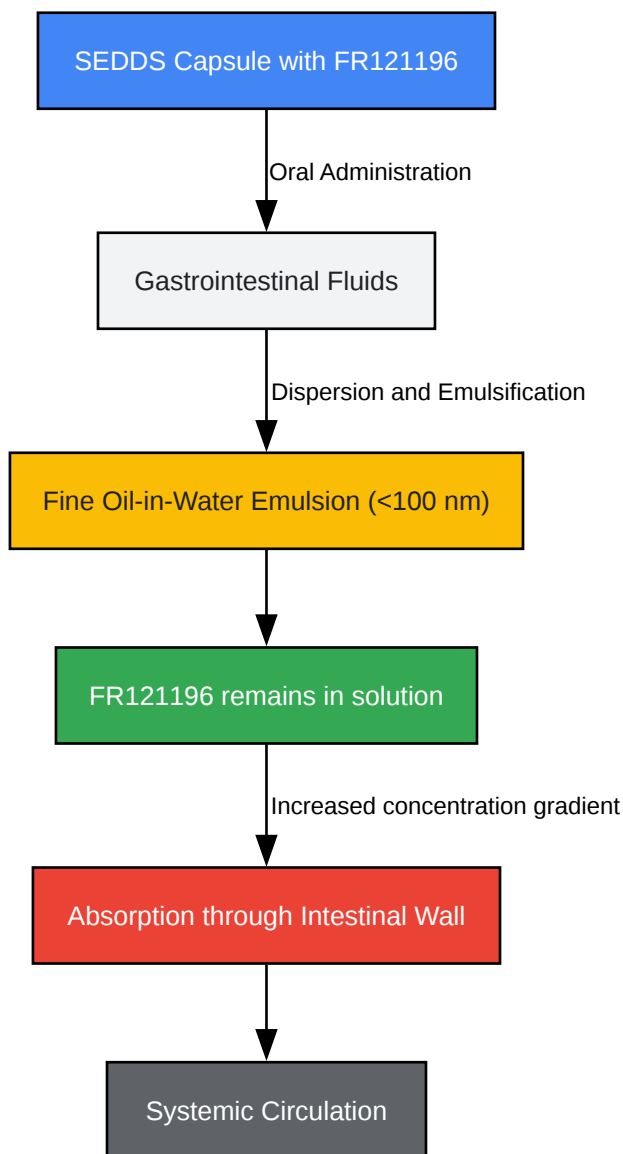 SEDDS Capsule with FR121196
Oral Administration
Gastrointestinal Fluids
Dispersion and Emulsification
Fine Oil-in-Water Emulsion (<100 nm)
FR121196 remains in solution
Increased concentration gradient
Absorption through Intestinal Wall
Systemic Circulation